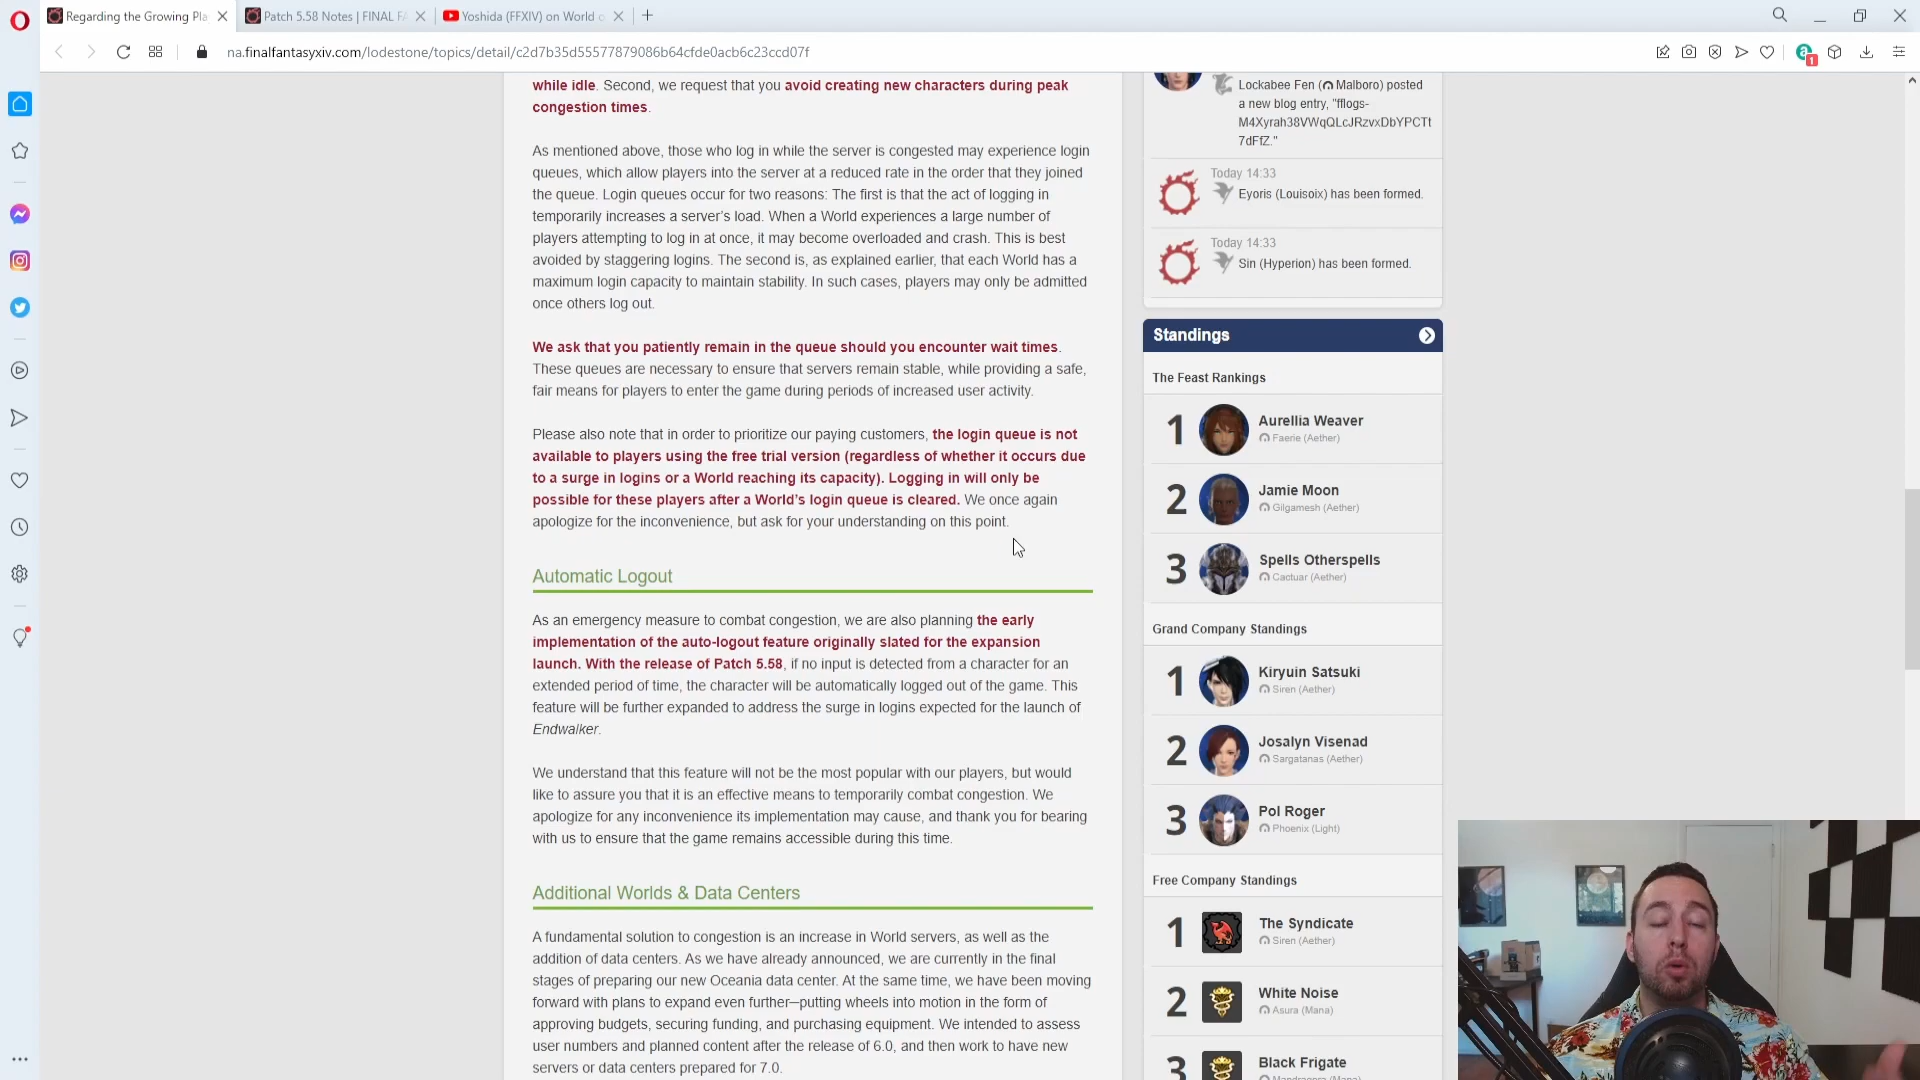 Regarding the Growing Pla
Patch 5.58 Notes | FINAL FA
Yoshida (FFXIV) on World o
na.finalfantasyxiv.com/lodestone/topics/detail/c2d7b35d55577879086b64cfde0acb6c23ccd07f
1
while idle. Second, we request that you avoid creating new characters during peak
congestion times.
As mentioned above, those who log in while the server is congested may experience login
queues, which allow players into the server at a reduced rate in the order that they joined
the queue. Login queues occur for two reasons: The first is that the act of logging in
temporarily increases a server's load. When a World experiences a large number of
players attempting to log in at once, it may become overloaded and crash. This is best
avoided by staggering logins. The second is, as explained earlier, that each World has a
maximum login capacity to maintain stability. In such cases, players may only be admitted
once others log out.
We ask that you patiently remain in the queue should you encounter wait times.
These queues are necessary to ensure that servers remain stable, while providing a safe,
fair means for players to enter the game during periods of increased user activity.
Please also note that in order to prioritize our paying customers, the login queue is not
available to players using the free trial version (regardless of whether it occurs due
to a surge in logins or a World reaching its capacity). Logging in will only be
possible for these players after a World's login queue is cleared. We once again
apologize for the inconvenience, but ask for your understanding on this point.
Automatic Logout
As an emergency measure to combat congestion, we are also planning the early
implementation of the auto-logout feature originally slated for the expansion
launch. With the release of Patch 5.58, if no input is detected from a character for an
extended period of time, the character will be automatically logged out of the game. This
feature will be further expanded to address the surge in logins expected for the launch of
Endwalker.
We understand that this feature will not be the most popular with our players, but would
like to assure you that it is an effective means to temporarily combat congestion. We
apologize for any inconvenience its implementation may cause, and thank you for bearing
with us to ensure that the game remains accessible during this time.
Additional Worlds & Data Centers
A fundamental solution to congestion is an increase in World servers, as well as the
addition of data centers. As we have already announced, we are currently in the final
stages of preparing our new Oceania data center. At the same time, we have been moving
forward with plans to expand even further—putting wheels into motion in the form of
approving budgets, securing funding, and purchasing equipment. We intended to assess
user numbers and planned content after the release of 6.0, and then work to have new
servers or data centers prepared for 7.0.
Lockabee Fen (Malboro) posted
a new blog entry, "fflogs-
M4Xyrah38VWqQLcJRzvxDbYPCTt
7dFfZ."
Today 14:33
Eyoris (Louisoix) has been formed.
Today 14:33
Sin (Hyperion) has been formed.
Standings
The Feast Rankings
1
Aurellia Weaver
Faerie (Aether)
2
Jamie Moon
Gilgamesh (Aether)
3
Spells Otherspells
Cactuar (Aether)
Grand Company Standings
1
Kiryuin Satsuki
Siren (Aether)
2
Josalyn Visenad
Sargatanas (Aether)
3
Pol Roger
Phoenix (Light)
Free Company Standings
1
The Syndicate
Siren (Aether)
2
White Noise
Asura (Mana)
3
Black Frigate